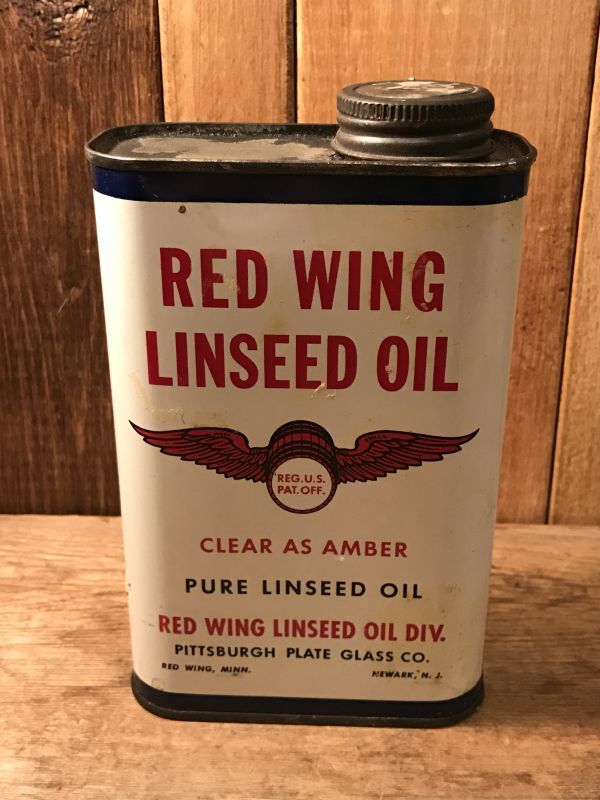 RED WING
LINSEED OIL
REG. U.S.
PAT. OFF.
CLEAR AS AMBER
PURE LINSEED OIL
RED WING LINSEED OIL DIV.
PITTSBURGH PLATE GLASS CO.
RED WING, MINN. NEWARK, N. J.